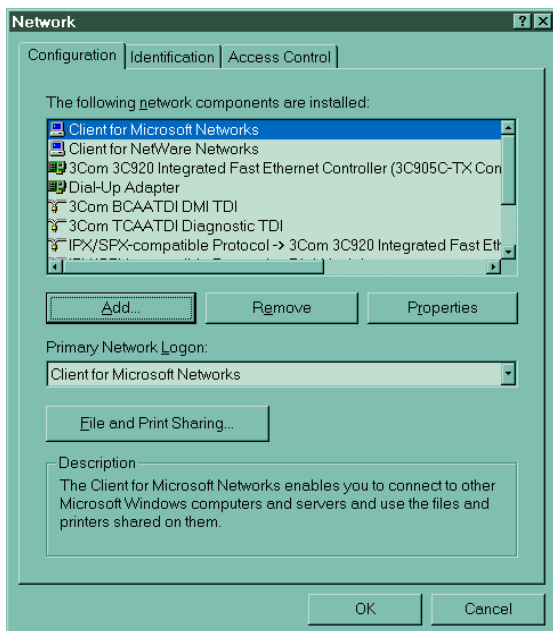 Network
Configuration Identification Access Control
The following network components are installed:
Client for Microsoft Networks
Client for NetWare Networks
3Com 3C920 Integrated Fast Ethernet Controller (3C905C-TX Con
Dial-Up Adapter
3Com BCAATDI DMI TDI
3Com TCAATDI Diagnostic TDI
IPX/SPX-compatible Protocol -> 3Com 3C920 Integrated Fast Eth
Add... Remove Properties
Primary Network Logon:
Client for Microsoft Networks
File and Print Sharing...
Description
The Client for Microsoft Networks enables you to connect to other
Microsoft Windows computers and servers and use the files and
printers shared on them.
OK Cancel